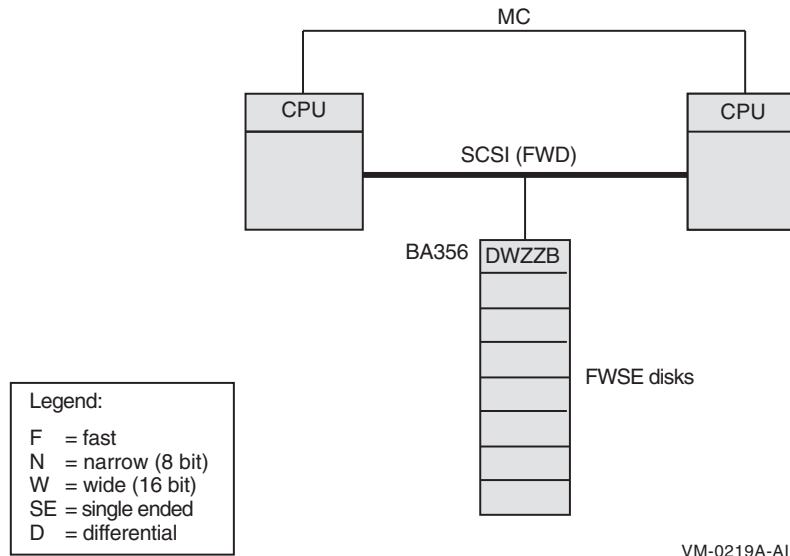 MC
CPU
CPU
SCSI (FWD)
BA356
DWZZB
FWSE disks
Legend:
F = fast
N = narrow (8 bit)
W = wide (16 bit)
SE = single ended
D = differential
VM-0219A-AI